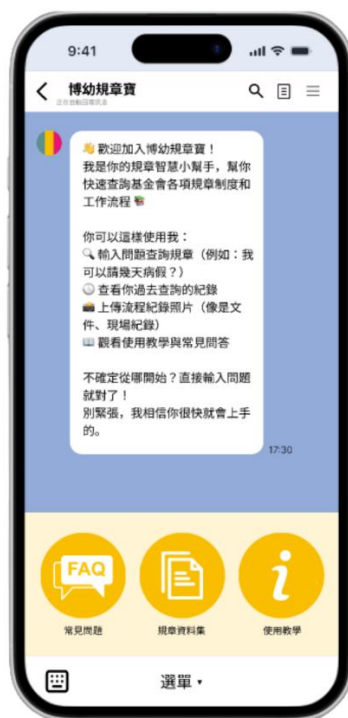 9:41
博幼規章寶
正在自動回覆訊息
👋 歡迎加入博幼規章寶！
我是你的規章智慧小幫手，幫你
快速查詢基金會各項規章制度和
工作流程 📚
你可以這樣使用我：
🔍 輸入問題查詢規章（例如：我
可以請幾天病假？）
🕓 查看你過去查詢的紀錄
📸 上傳流程紀錄照片（像是文
件、現場紀錄）
📖 觀看使用教學與常見問答
不確定從哪開始？直接輸入問題
就對了！
別緊張，我相信你很快就會上手
的。
17:30
FAQ
常見問題
規章資料集
使用教學
選單